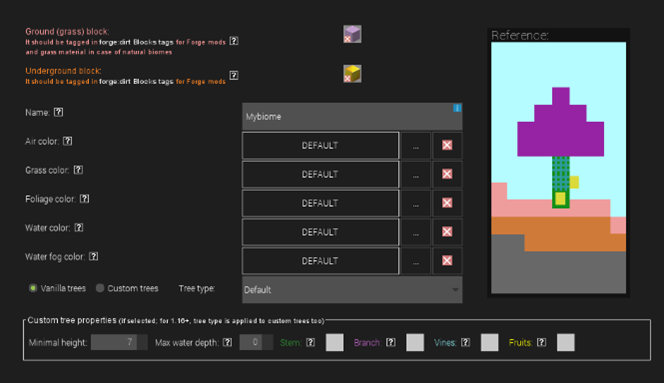 Ground (grass) block:
It should be tagged in forge:dirt Blocks tags for Forge mods ?
and grass material in case of natural biomes
Reference:
Underground block:
It should be tagged in forge:dirt Blocks tags for Forge mods ?
Name: ?
Mybiome i
Air color: ? DEFAULT ...
Grass color: ? DEFAULT ...
Foliage color: ? DEFAULT ...
Water color: ? DEFAULT ...
Water fog color: ? DEFAULT ...
Vanilla trees Custom trees Tree type: Default
Custom tree properties (if selected; for 1.16+, tree type is applied to custom trees too)
Minimal height: 7 Max water depth: ? 0 Stem: ? Branch: ? Vines: ? Fruits: ?